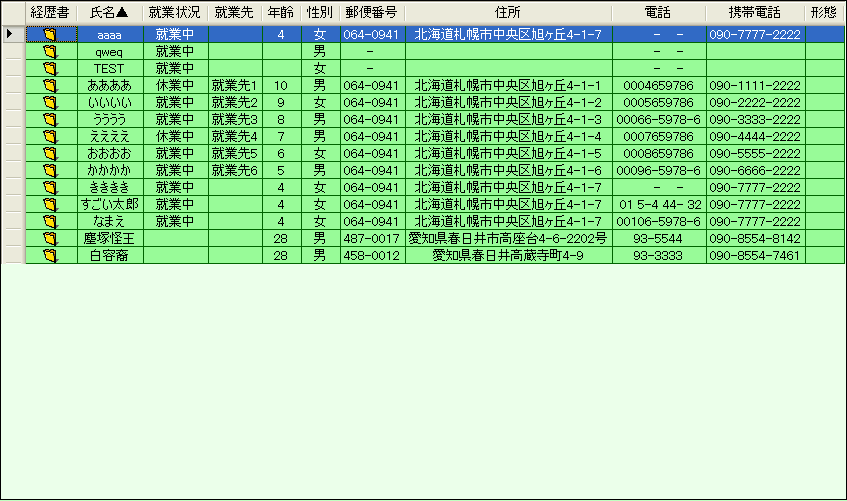 経歴書 氏名▲ 就業状況 就業先 年齢 性別 郵便番号 住所 電話 携帯電話 形態
aaaa 就業中 4 女 064-0941 北海道札幌市中央区旭ヶ丘4-1-7 - - 090-7777-2222
qweq 就業中 男 -
TEST 就業中 女 -
ああああ 休業中 就業先1 10 男 064-0941 北海道札幌市中央区旭ヶ丘4-1-1 0004659786 090-1111-2222
いいいい 就業中 就業先2 9 女 064-0941 北海道札幌市中央区旭ヶ丘4-1-2 0005659786 090-2222-2222
うううう 就業中 就業先3 8 男 064-0941 北海道札幌市中央区旭ヶ丘4-1-3 00066-5978-6 090-3333-2222
ええええ 休業中 就業先4 7 男 064-0941 北海道札幌市中央区旭ヶ丘4-1-4 0007659786 090-4444-2222
おおおお 就業中 就業先5 6 女 064-0941 北海道札幌市中央区旭ヶ丘4-1-5 0008659786 090-5555-2222
かかかか 就業中 就業先6 5 男 064-0941 北海道札幌市中央区旭ヶ丘4-1-6 00096-5978-6 090-6666-2222
きききき 就業中 4 女 064-0941 北海道札幌市中央区旭ヶ丘4-1-7 - - 090-7777-2222
すごい太郎 就業中 4 女 064-0941 北海道札幌市中央区旭ヶ丘4-1-7 01 5-4 44- 32 090-7777-2222
なまえ 就業中 4 女 064-0941 北海道札幌市中央区旭ヶ丘4-1-7 00106-5978-6 090-7777-2222
塵塚怪王 28 男 487-0017 愛知県春日井市高座台4-6-2202号 93-5544 090-8554-8142
白容裔 28 男 458-0012 愛知県春日井高蔵寺町4-9 93-3333 090-8554-7461